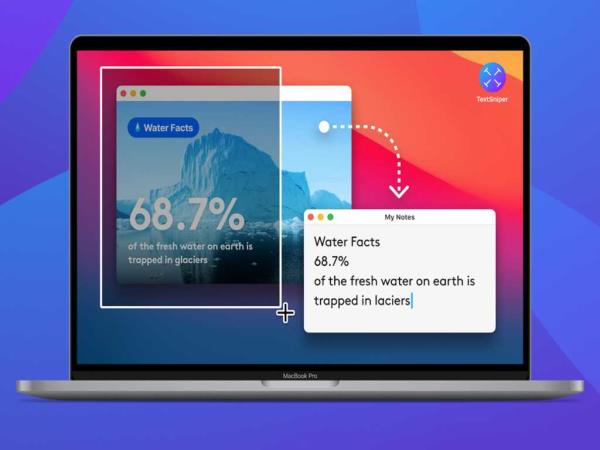 TextSniper
Water Facts
68.7%
of the fresh water on earth is
trapped in glaciers
My Notes
Water Facts
68.7%
of the fresh water on earth is
trapped in laciers
MacBook Pro